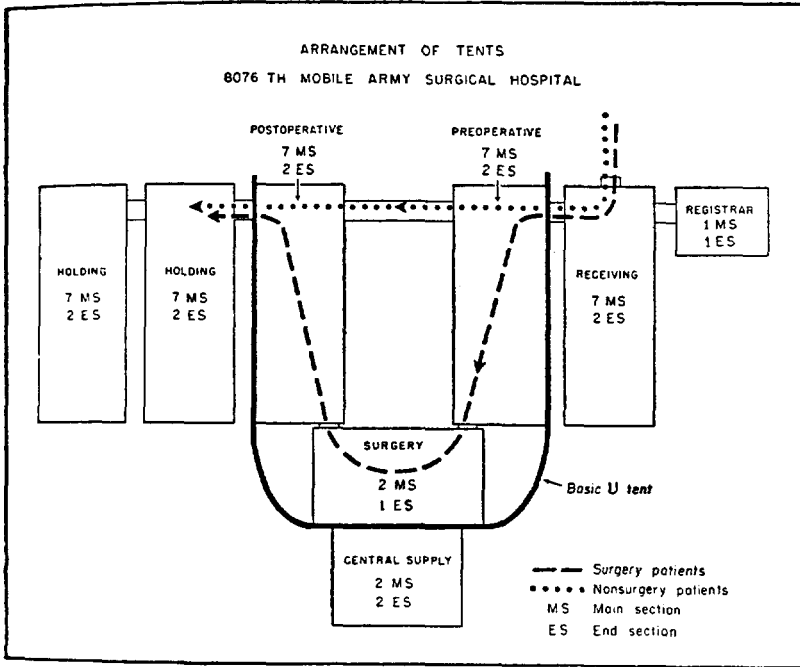 ARRANGEMENT OF TENTS
8076 TH MOBILE ARMY SURGICAL HOSPITAL
POSTOPERATIVE
7 MS
2 ES
PREOPERATIVE
7 MS
2 ES
REGISTRAR
1 MS
1 ES
HOLDING
7 MS
2 ES
HOLDING
7 MS
2 ES
RECEIVING
7 MS
2 ES
SURGERY
2 MS
1 ES
Basic U tent
CENTRAL SUPPLY
2 MS
2 ES
Surgery patients
Nonsurgery patients
MS Main section
ES End section